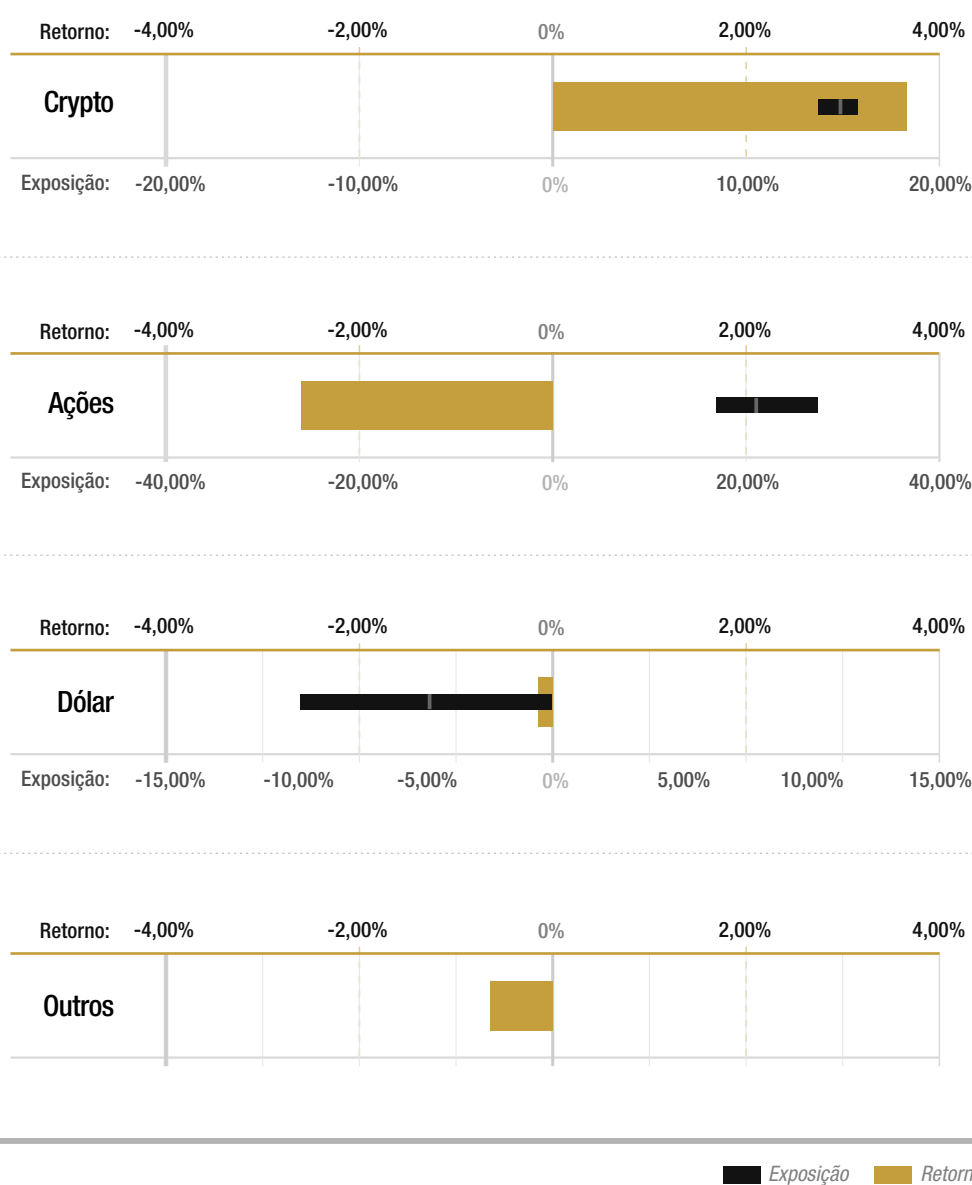 Retorno: -4,00% -2,00% 0% 2,00% 4,00%
Crypto
Exposição: -20,00% -10,00% 0% 10,00% 20,00%
Retorno: -4,00% -2,00% 0% 2,00% 4,00%
Ações
Exposição: -40,00% -20,00% 0% 20,00% 40,00%
Retorno: -4,00% -2,00% 0% 2,00% 4,00%
Dólar
Exposição: -15,00% -10,00% -5,00% 0% 5,00% 10,00% 15,00%
Retorno: -4,00% -2,00% 0% 2,00% 4,00%
Outros
Exposição Retorn